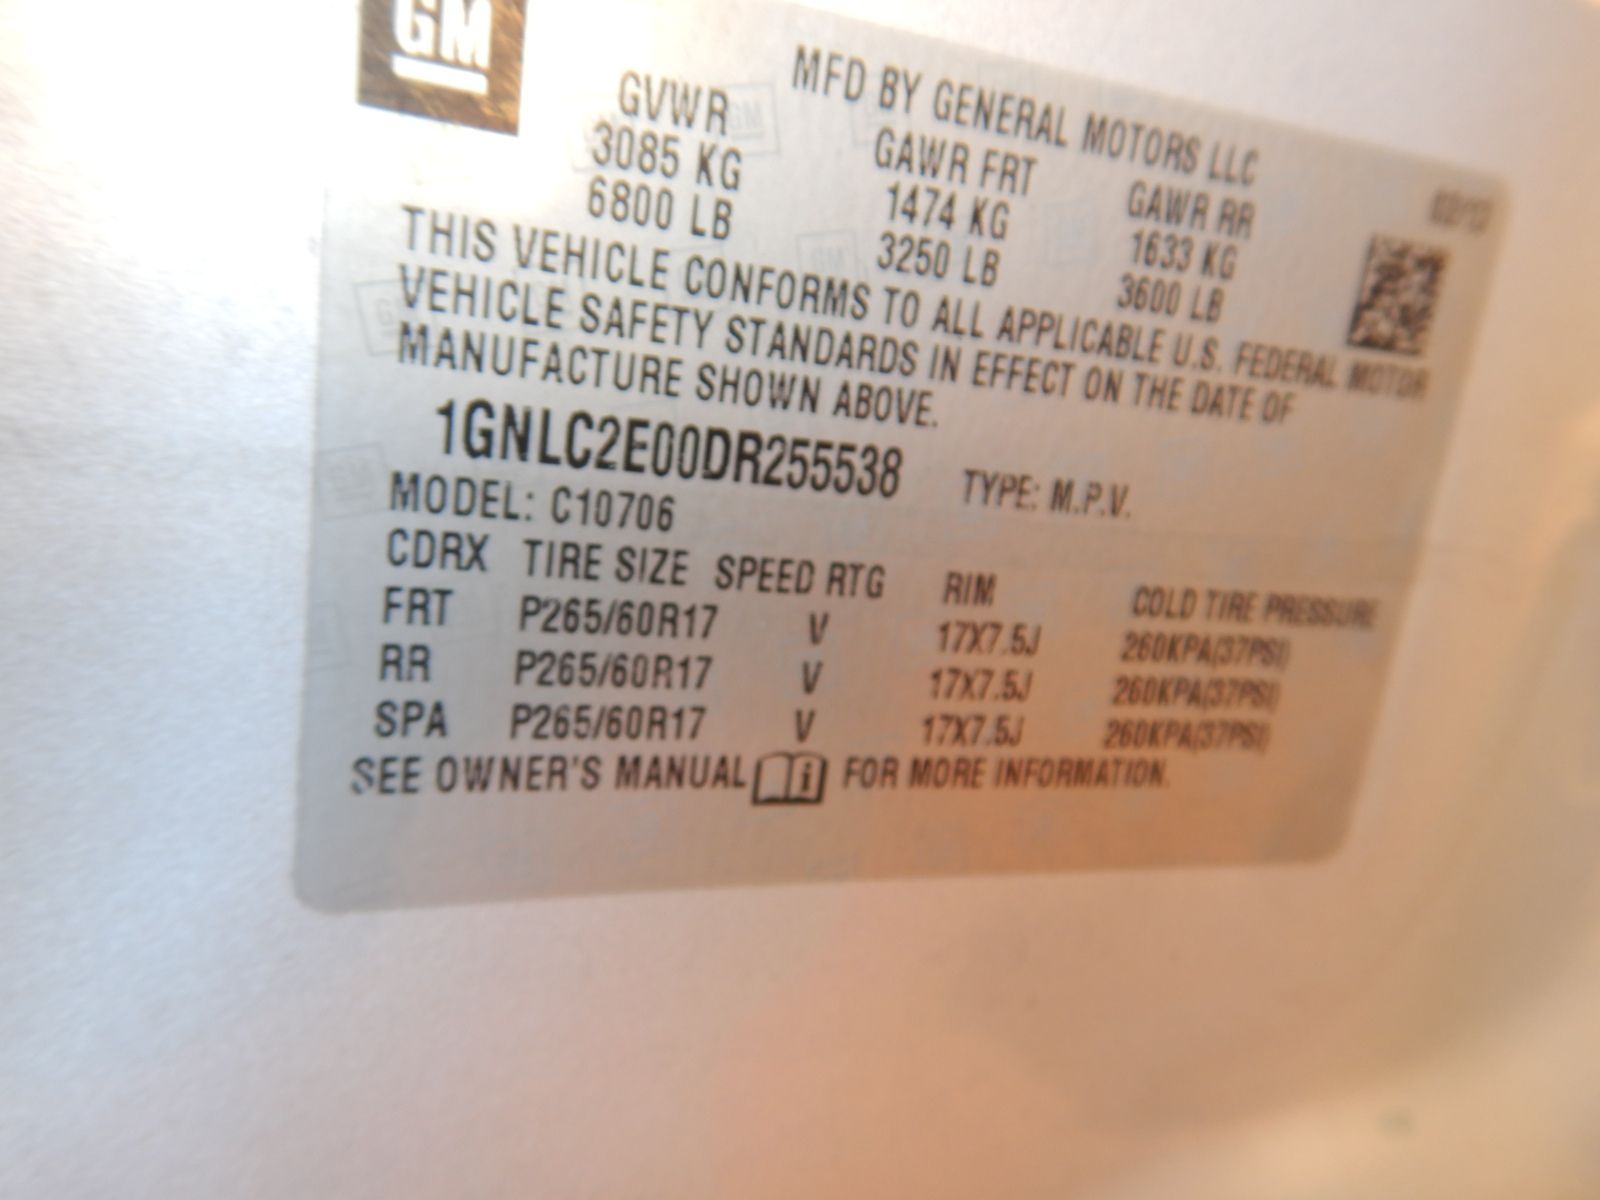 GM
MFD BY GENERAL MOTORS LLC
GVWR GAWR FRT GAWR RR
3085 KG 1474 KG 1633 KG
6800 LB 3250 LB 3600 LB
THIS VEHICLE CONFORMS TO ALL APPLICABLE U.S. FEDERAL MOTOR
VEHICLE SAFETY STANDARDS IN EFFECT ON THE DATE OF
MANUFACTURE SHOWN ABOVE.
1GNLC2E00DR255538 TYPE: M.P.V.
MODEL: C10706
CDRX TIRE SIZE SPEED RTG RIM COLD TIRE PRESSURE
FRT P265/60R17 V 17X7.5J 260KPA(37PSI)
RR P265/60R17 V 17X7.5J 260KPA(37PSI)
SPA P265/60R17 V 17X7.5J 260KPA(37PSI)
SEE OWNER'S MANUAL i FOR MORE INFORMATION.